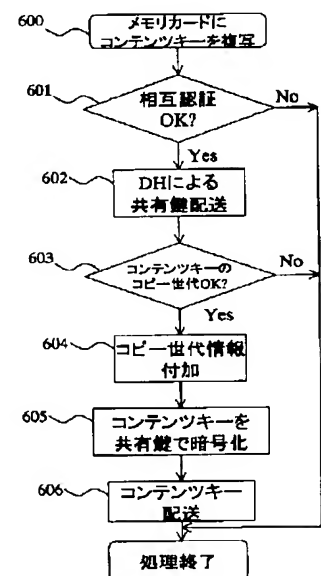 600
メモリカードに
コンテンツキーを複写
601
相互認証
OK?
No
Yes
602
DHによる
共有鍵配送
603
コンテンツキーの
コピー世代OK?
No
Yes
604
コピー世代情報
付加
605
コンテンツキーを
共有鍵で暗号化
606
コンテンツキー
配送
処理終了